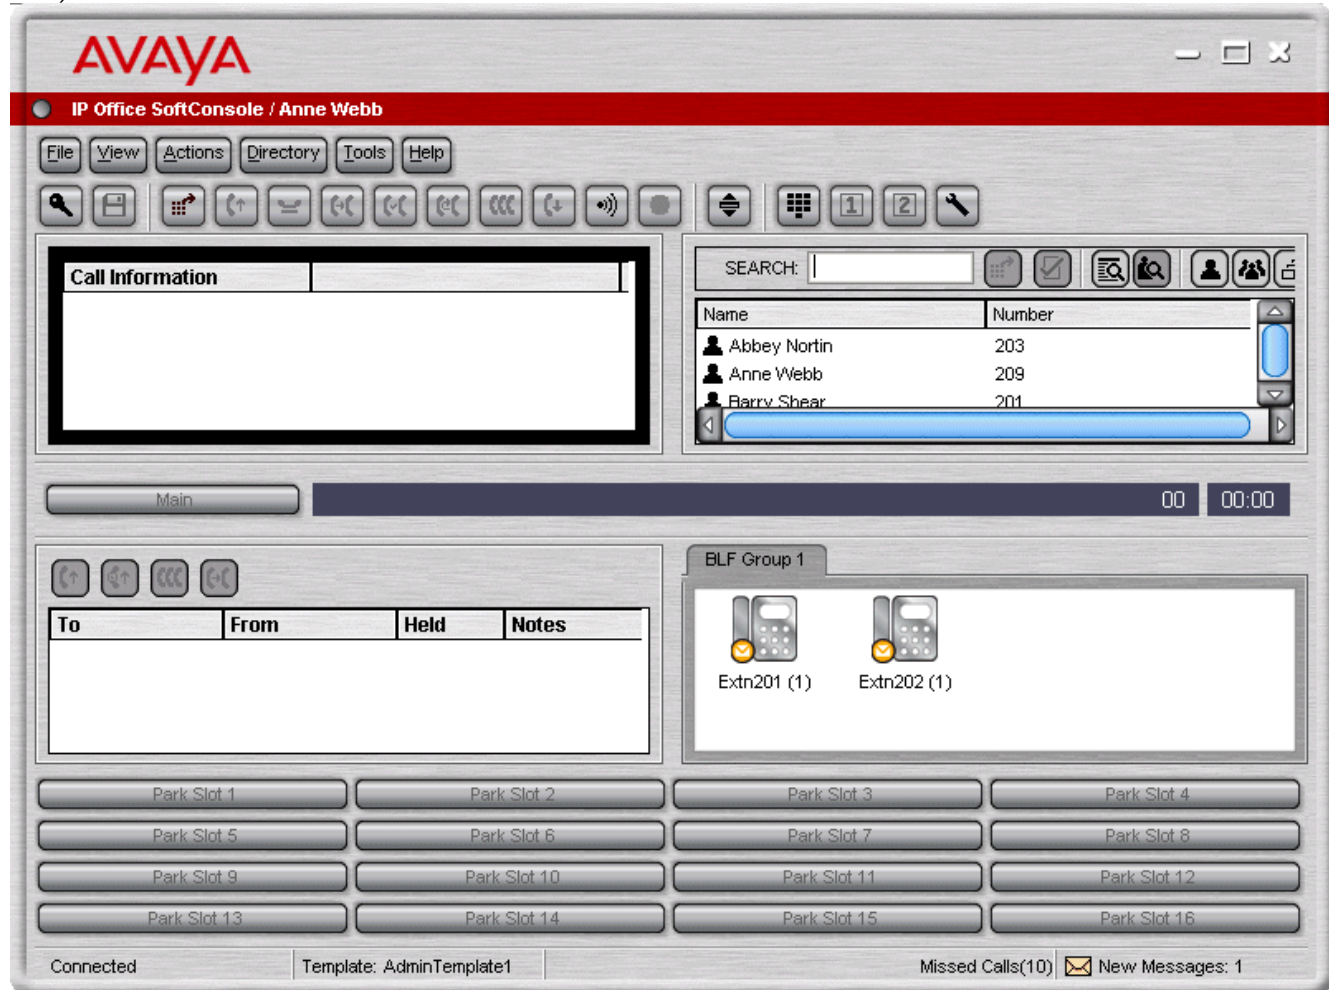 AVAYA
IP Office SoftConsole / Anne Webb
File View Actions Directory Tools Help
1 2
Call Information
SEARCH:
Name Number
Abbey Nortin 203
Anne Webb 209
Barry Shear 201
Main 00 00:00
BLF Group 1
To From Held Notes
Extn201 (1) Extn202 (1)
Park Slot 1 Park Slot 2 Park Slot 3 Park Slot 4
Park Slot 5 Park Slot 6 Park Slot 7 Park Slot 8
Park Slot 9 Park Slot 10 Park Slot 11 Park Slot 12
Park Slot 13 Park Slot 14 Park Slot 15 Park Slot 16
Connected Template: AdminTemplate1 Missed Calls(10) New Messages: 1